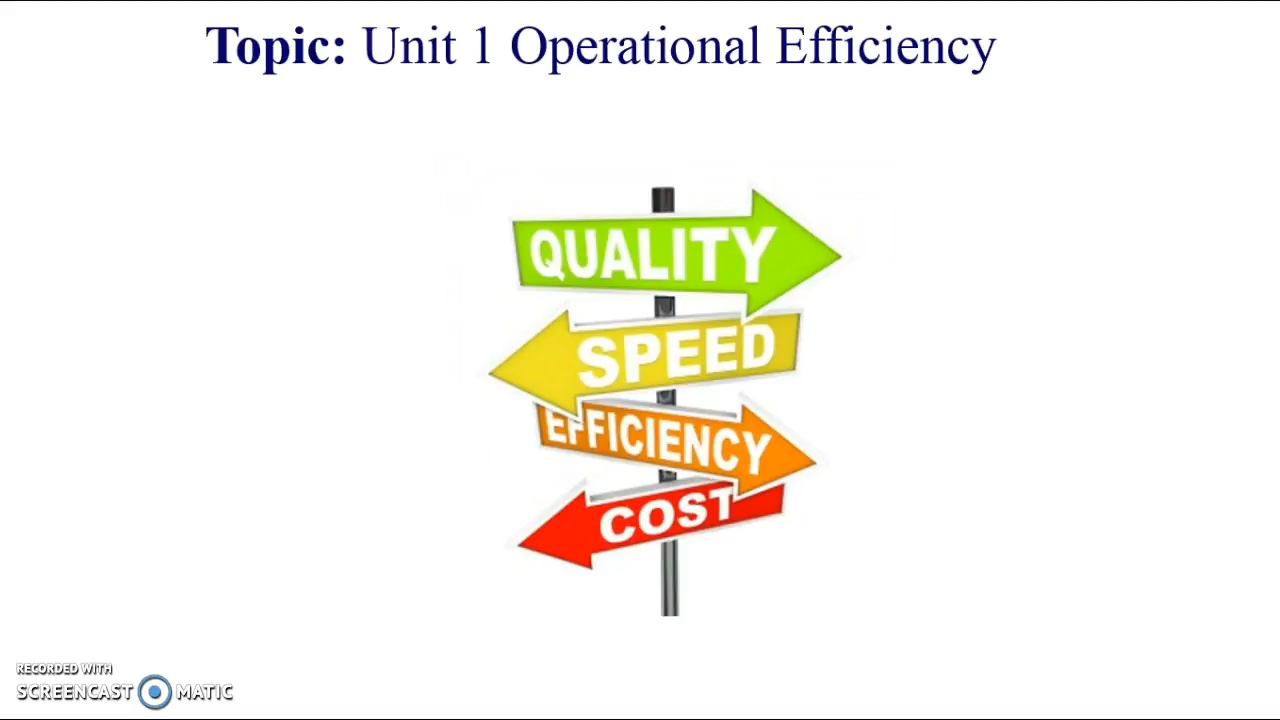 Topic: Unit 1 Operational Efficiency
QUALITY
SPEED
EFFICIENCY
COST
RECORDED WITH
SCREENCAST MATIC